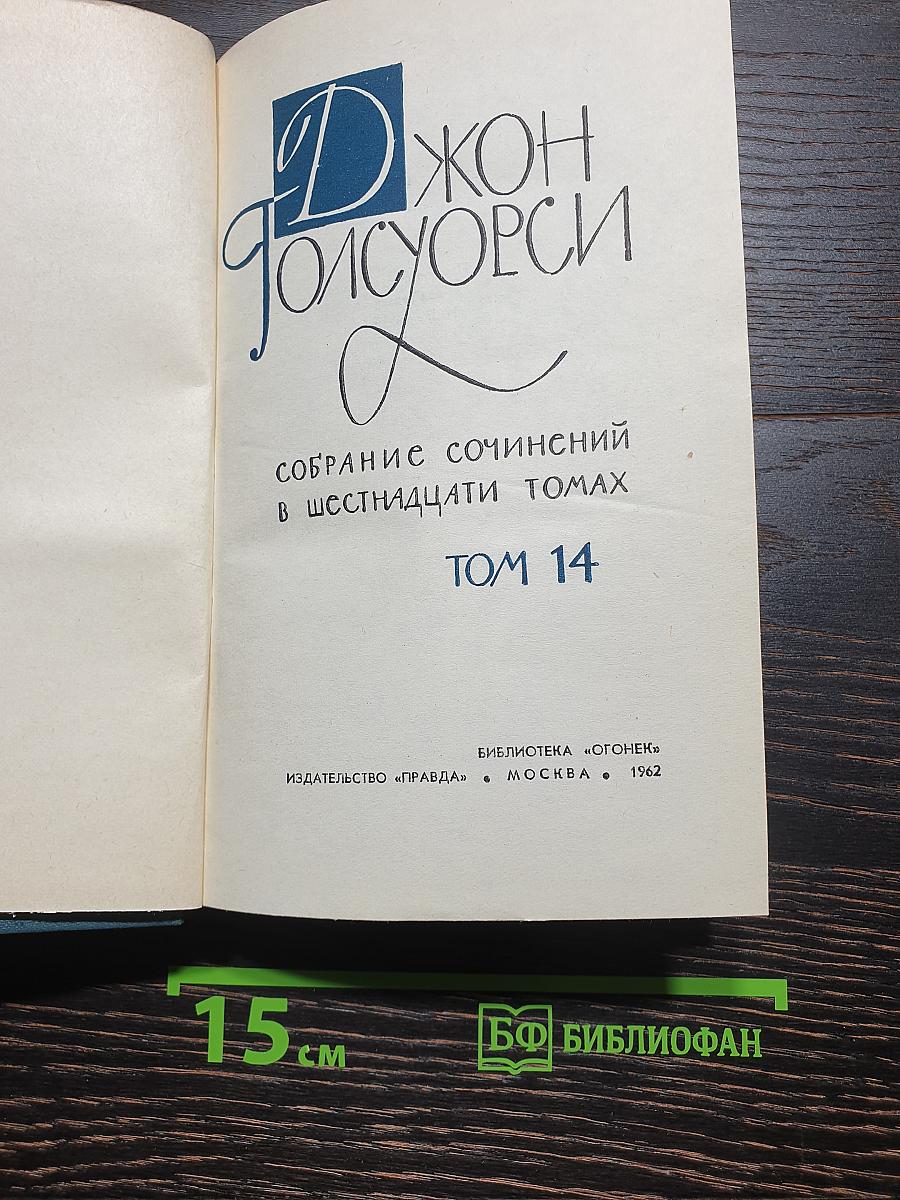 Джон
Голсуорси
СОБРАНИЕ СОЧИНЕНИЙ
В ШЕСТНАДЦАТИ ТОМАХ
ТОМ 14
БИБЛИОТЕКА «ОГОНЕК»
ИЗДАТЕЛЬСТВО «ПРАВДА» • МОСКВА • 1962
15 см
БФ БИБЛИОФАН